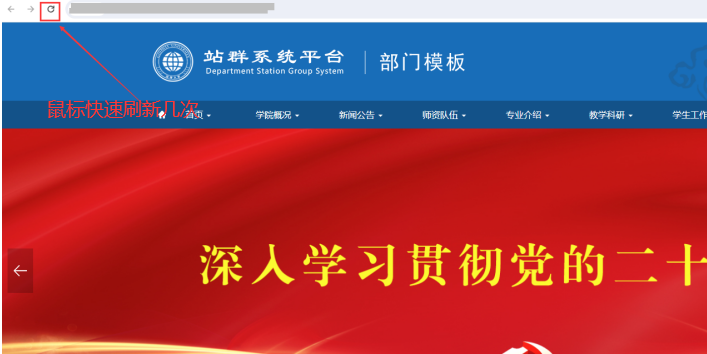 站群系统平台
Department Station Group System
部门模板
鼠标快速刷新几次
首页
学院概况
新闻公告
师资队伍
专业介绍
教学科研
学生工作
深入学习贯彻党的二十